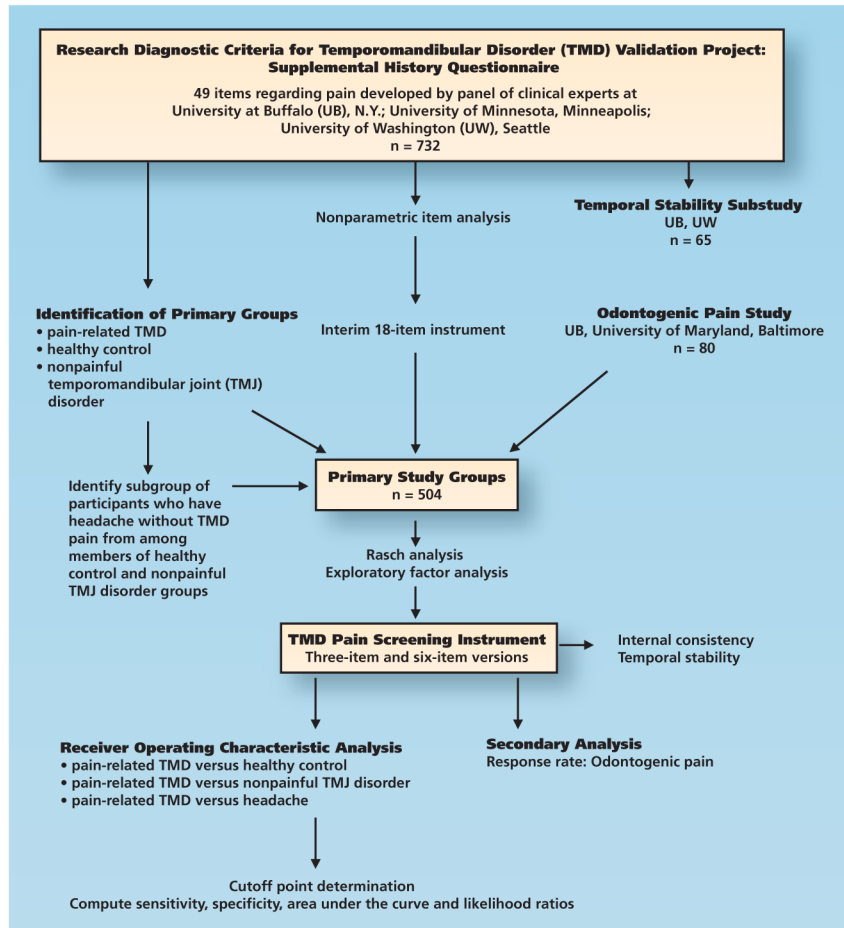 Research Diagnostic Criteria for Temporomandibular Disorder (TMD) Validation Project:
Supplemental History Questionnaire
49 items regarding pain developed by panel of clinical experts at
University at Buffalo (UB), N.Y.; University of Minnesota, Minneapolis;
University of Washington (UW), Seattle
n = 732
Nonparametric item analysis
Temporal Stability Substudy
UB, UW
n = 65
Identification of Primary Groups
• pain-related TMD
• healthy control
• nonpainful
temporomandibular joint (TMJ)
disorder
Interim 18-item instrument
Odontogenic Pain Study
UB, University of Maryland, Baltimore
n = 80
Identify subgroup of
participants who have
headache without TMD
pain from among
members of healthy
control and nonpainful
TMJ disorder groups
Primary Study Groups
n = 504
Rasch analysis
Exploratory factor analysis
TMD Pain Screening Instrument
Three-item and six-item versions
Internal consistency
Temporal stability
Receiver Operating Characteristic Analysis
• pain-related TMD versus healthy control
• pain-related TMD versus nonpainful TMJ disorder
• pain-related TMD versus headache
Secondary Analysis
Response rate: Odontogenic pain
Cutoff point determination
Compute sensitivity, specificity, area under the curve and likelihood ratios